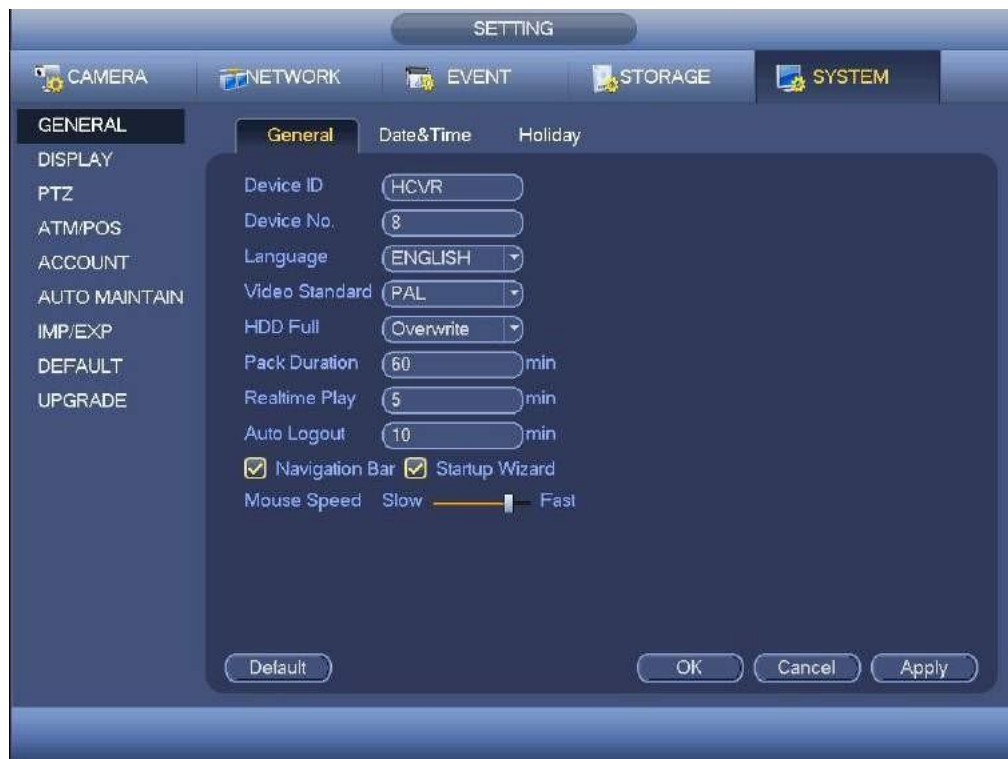 SETTING
CAMERA NETWORK EVENT STORAGE SYSTEM
GENERAL
DISPLAY
PTZ
ATM/POS
ACCOUNT
AUTO MAINTAIN
IMP/EXP
DEFAULT
UPGRADE
General Date&Time Holiday
Device ID HCVR
Device No. 8
Language ENGLISH
Video Standard PAL
HDD Full Overwrite
Pack Duration 60 min
Realtime Play 5 min
Auto Logout 10 min
Navigation Bar Startup Wizard
Mouse Speed Slow Fast
Default OK Cancel Apply